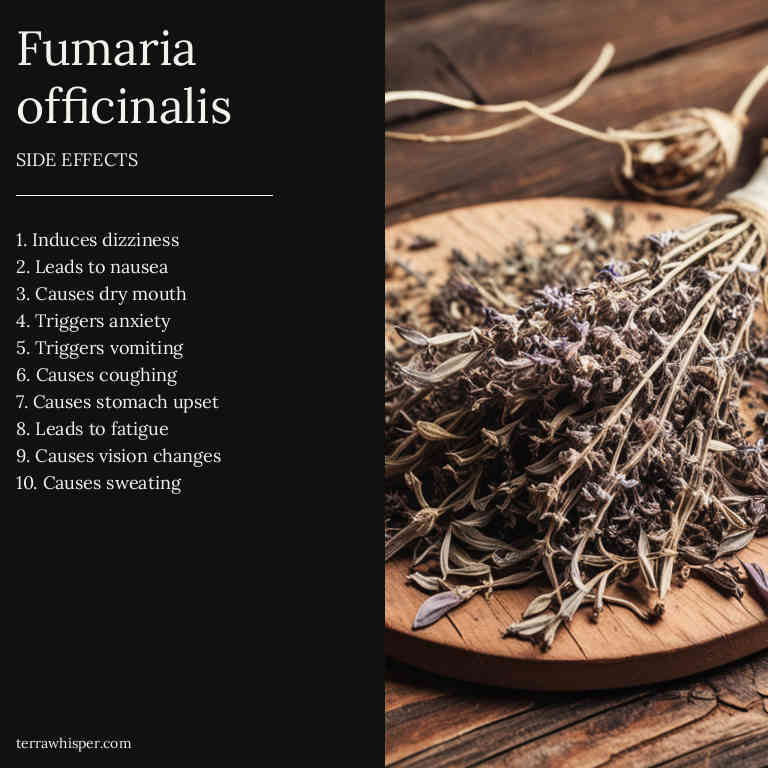 Fumaria
officinalis
SIDE EFFECTS
1. Induces dizziness
2. Leads to nausea
3. Causes dry mouth
4. Triggers anxiety
5. Triggers vomiting
6. Causes coughing
7. Causes stomach upset
8. Leads to fatigue
9. Causes vision changes
10. Causes sweating
terrawhisper.com